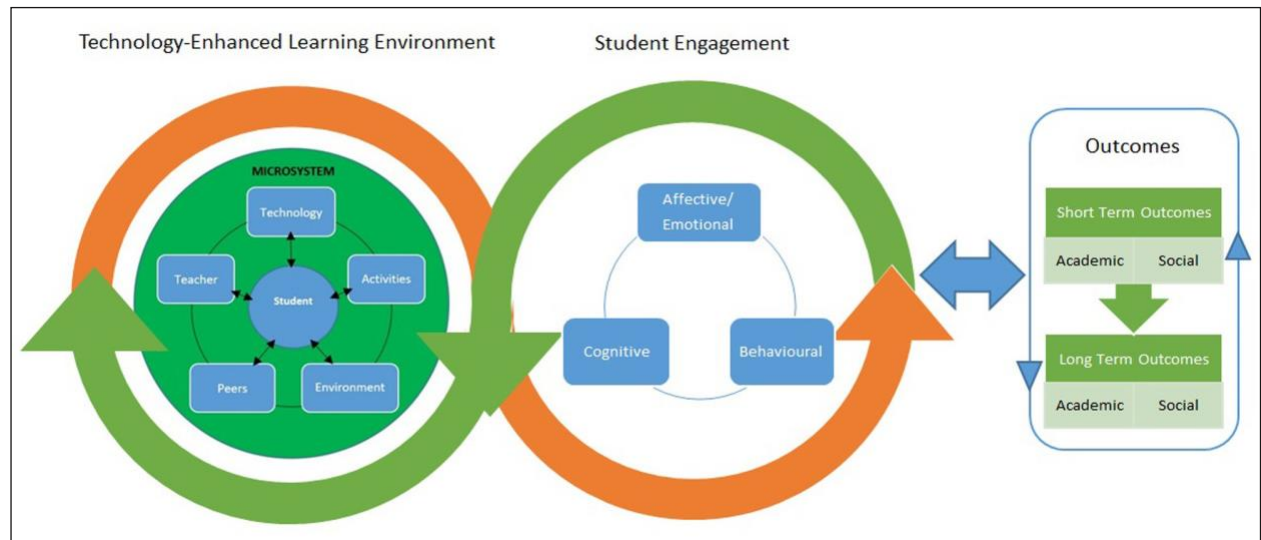 Technology-Enhanced Learning Environment
Student Engagement
MICROSYSTEM
Technology
Teacher
Activities
Student
Peers
Environment
Affective/
Emotional
Cognitive
Behavioural
Outcomes
Short Term Outcomes
Academic
Social
Long Term Outcomes
Academic
Social